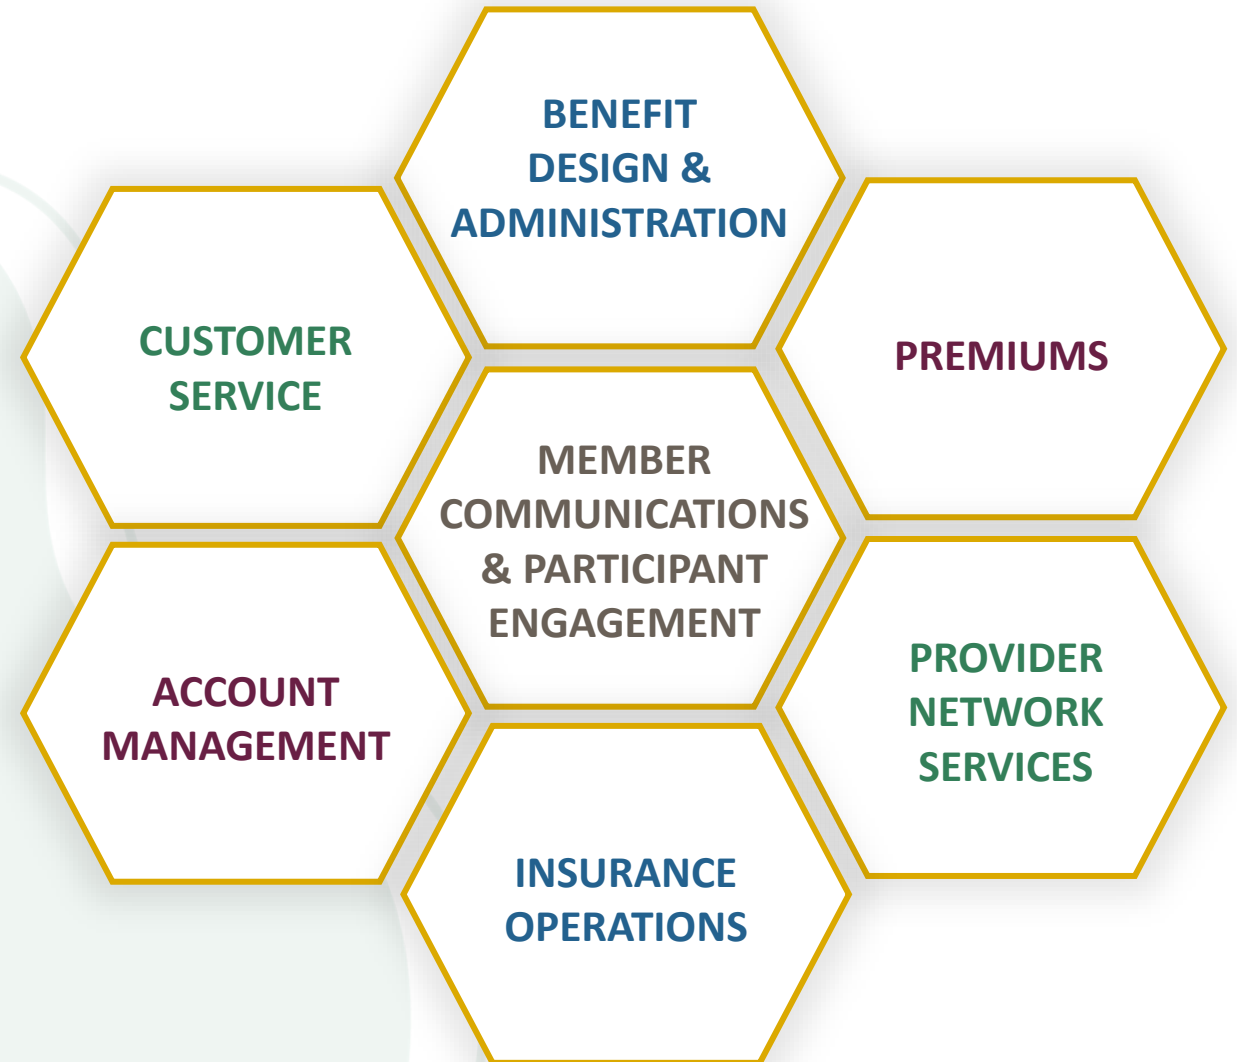 BENEFIT
DESIGN &
ADMINISTRATION
CUSTOMER
SERVICE
PREMIUMS
MEMBER
COMMUNICATIONS
& PARTICIPANT
ENGAGEMENT
ACCOUNT
MANAGEMENT
PROVIDER
NETWORK
SERVICES
INSURANCE
OPERATIONS